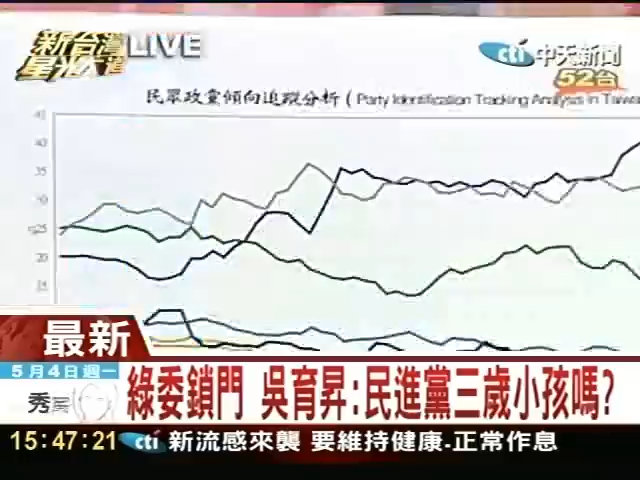 新台灣
星光大道
LIVE
cti 中天新聞
52台
民眾政黨傾向追蹤分析 ( Party Identification Tracking Analysis in Taiwa
45
40
35
30
25
20
15
最新
5月4日週一
綠委鎖門 吳育昇:民進黨三歲小孩嗎?
15:47:21 cti 新流感來襲 要維持健康-正常作息